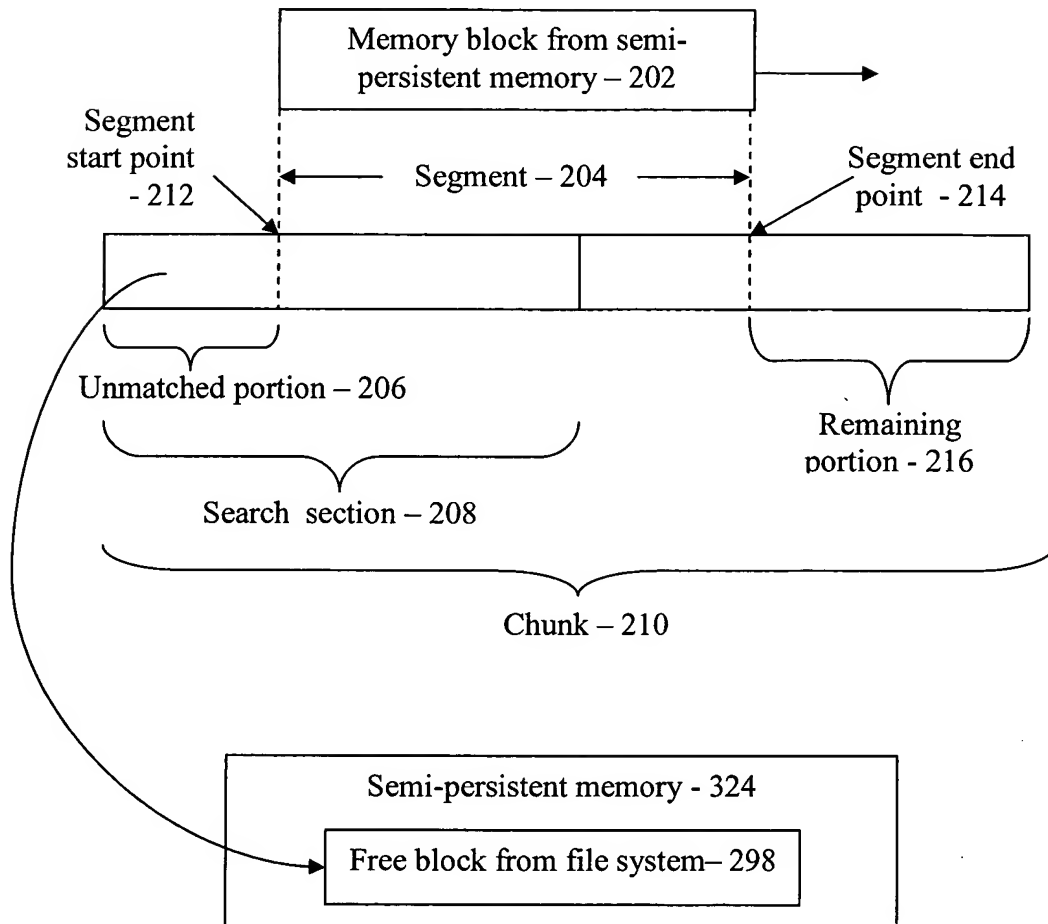 Memory block from semi-
persistent memory – 202
Segment
start point
- 212
Segment – 204
Segment end
point - 214
Unmatched portion – 206
Remaining
portion - 216
Search section – 208
Chunk – 210
Semi-persistent memory - 324
Free block from file system– 298